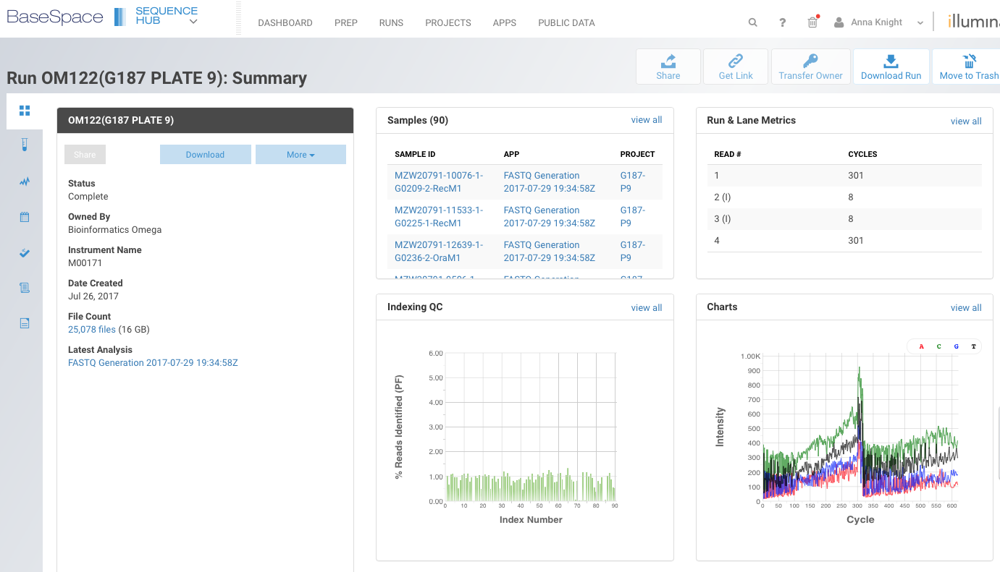 BaseSpace
SEQUENCE
HUB
DASHBOARD
PREP
RUNS
PROJECTS
APPS
PUBLIC DATA
?
Anna Knight
illumin
Run OM122(G187 PLATE 9): Summary
Share
Get Link
Transfer Owner
Download Run
Move to Trash
OM122(G187 PLATE 9)
Share
Download
More
Status
Complete
Owned By
Bioinformatics Omega
Instrument Name
M00171
Date Created
Jul 26, 2017
File Count
25,078 files (16 GB)
Latest Analysis
FASTQ Generation 2017-07-29 19:34:58Z
Samples (90)
view all
SAMPLE ID APP PROJECT
MZW20791-10076-1- FASTQ Generation G187-
G0209-2-RecM1 2017-07-29 19:34:58Z P9
MZW20791-11533-1- FASTQ Generation G187-
G0225-1-RecM1 2017-07-29 19:34:58Z P9
MZW20791-12639-1- FASTQ Generation G187-
G0236-2-OraM1 2017-07-29 19:34:58Z P9
Run & Lane Metrics
view all
READ # CYCLES
1 301
2 (I) 8
3 (I) 8
4 301
Indexing QC
view all
6.00
5.00
4.00
3.00
2.00
1.00
0.00
% Reads Identified (PF)
0 10 20 30 40 50 60 70 80 90
Index Number
Charts
view all
A C G T
1.00K
900
800
700
600
500
400
300
200
100
0
Intensity
0 50 100 150 200 250 300 350 400 450 500 550 600
Cycle